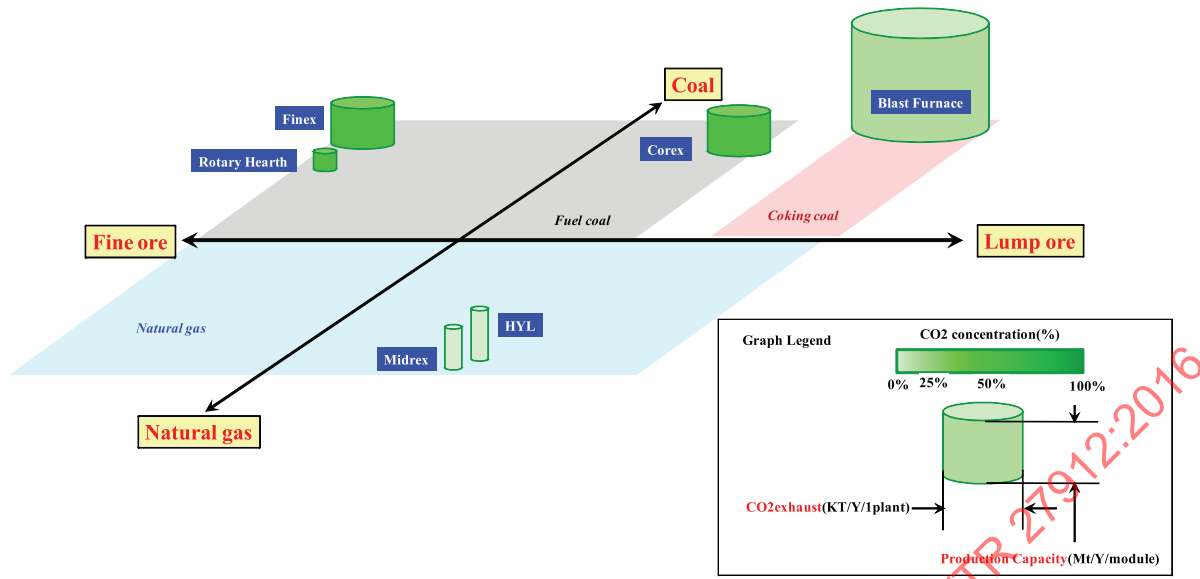 Coal
Blast Furnace
Finex
Corex
Rotary Hearth
Fuel coal
Coking coal
Fine ore
Lump ore
Natural gas
HYL
Midrex
Natural gas
Graph Legend
CO2 concentration(%)
0% 25% 50% 100%
CO2exhaust(KT/Y/1plant)
Production Capacity(Mt/Y/module)
TR 27912:2016